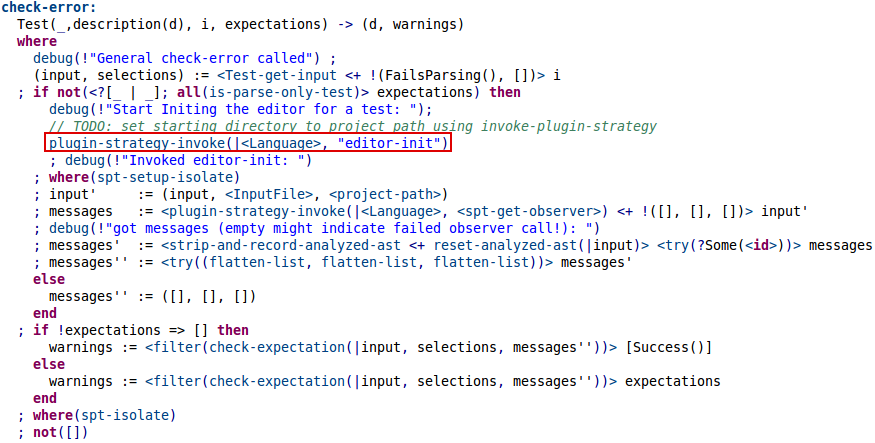 check-error:
Test(_,description(d), i, expectations) -> (d, warnings)
where
debug(!"General check-error called") ;
(input, selections) := <Test-get-input <+ !(FailsParsing(), [])> i
; if not(<?[_ | _]; all(is-parse-only-test)> expectations) then
debug(!"Start Initing the editor for a test: ");
// TODO: set starting directory to project path using invoke-plugin-strategy
plugin-strategy-invoke(|<Language>, "editor-init")
; debug(!"Invoked editor-init: ")
; where(spt-setup-isolate)
; input'    := (input, <InputFile>, <project-path>)
; messages   := <plugin-strategy-invoke(|<Language>, <spt-get-observer>) <+ !([], [], [])> input'
; debug(!"got messages (empty might indicate failed observer call!): ")
; messages'  := <strip-and-record-analyzed-ast <+ reset-analyzed-ast(|input)> <try(?Some(<id>))> messages
; messages'' := <try((flatten-list, flatten-list, flatten-list))> messages'
else
messages'' := ([], [], [])
end
; if !expectations => [] then
warnings := <filter(check-expectation(|input, selections, messages''))> [Success()]
else
warnings := <filter(check-expectation(|input, selections, messages''))> expectations
end
; where(spt-isolate)
; not([])